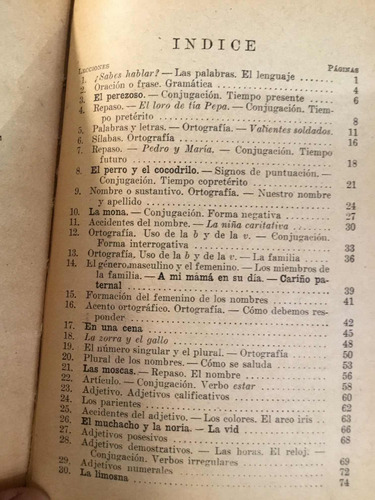 INDICE
LECCIONES PÁGINAS
1. ¿Sabes hablar? — Las palabras. El lenguaje 1
2. Oración o frase. Gramática 4
3. El perezoso. — Conjugación. Tiempo presente 6
4. Repaso. — El loro de tía Pepa. — Conjugación. Tiempo
pretérito 8
5. Palabras y letras. — Ortografía. — Valientes soldados. 11
6. Sílabas. Ortografía 16
7. Repaso. — Pedro y María. — Conjugación. Tiempo
futuro 18
8. El perro y el cocodrilo. — Signos de puntuación. —
Conjugación. Tiempo copretérito 21
9. Nombre o sustantivo. Ortografía. — Nuestro nombre
y apellido 24
10. La mona. — Conjugación. Forma negativa 27
11. Accidentes del nombre. — La niña caritativa 30
12. Ortografía. Uso de la b y de la v. — Conjugación.
Forma interrogativa 33
13. Ortografía. Uso de la b y de la v. — La familia 36
14. El género masculino y el femenino. — Los miembros de
la familia. — A mi mamá en su día. — Cariño paternal 39
15. Formación del femenino de los nombres 41
16. Acento ortográfico. Ortografía. — Cómo debemos responder 42
17. En una cena 45
18. La zorra y el gallo 48
19. El número singular y el plural. — Ortografía 50
20. Plural de los nombres. — Cómo se saluda 53
21. Las moscas. — Repaso. El nombre 56
22. Artículo. — Conjugación. Verbo estar 58
23. Adjetivo. Adjetivos calificativos 60
24. Los parientes 62
25. Accidentes del adjetivo. — Los colores. El arco iris 63
26. El muchacho y la noria. — La vid 66
27. Adjetivos posesivos 68
28. Adjetivos demostrativos. — Las horas. El reloj. —
Conjugación. Verbos irregulares 69
29. Adjetivos numerales 72
30. La limosna 74